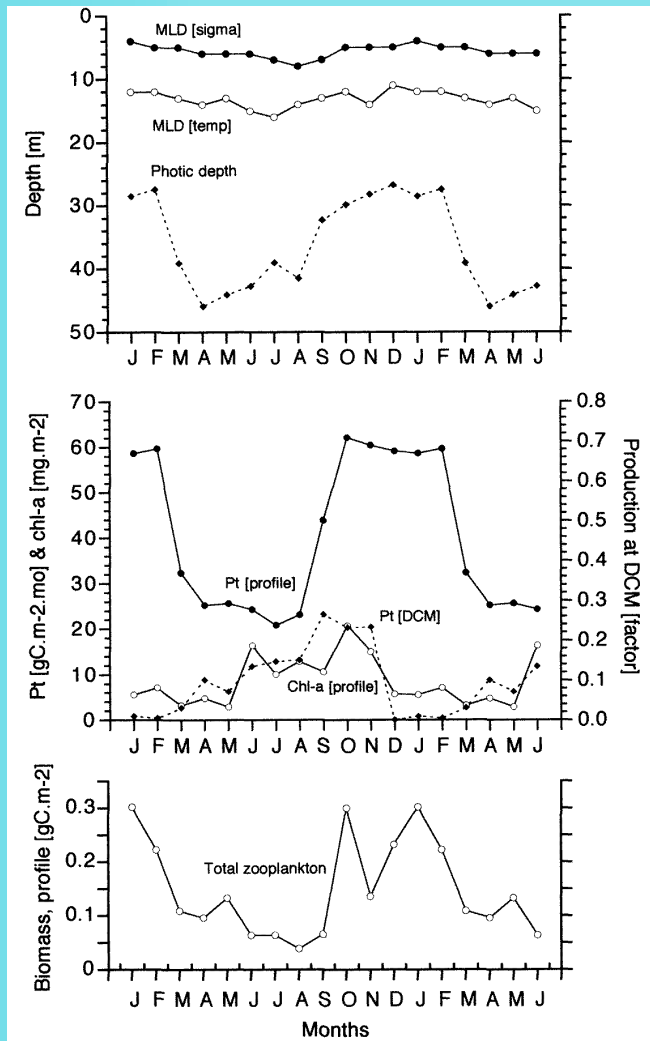 0
10
20
30
40
50
Depth [m]
MLD [sigma]
MLD [temp]
Photic depth
J F M A M J J A S O N D J F M A M J
70
60
50
40
30
20
10
0
Pt [gC.m-2.mo] & chl-a [mg.m-2]
0.8
0.7
0.6
0.5
0.4
0.3
0.2
0.1
0.0
Production at DCM [factor]
Pt [profile]
Pt [DCM]
Chl-a [profile]
J F M A M J J A S O N D J F M A M J
0.3
0.2
0.1
0
Biomass, profile [gC.m-2]
Total zooplankton
J F M A M J J A S O N D J F M A M J
Months